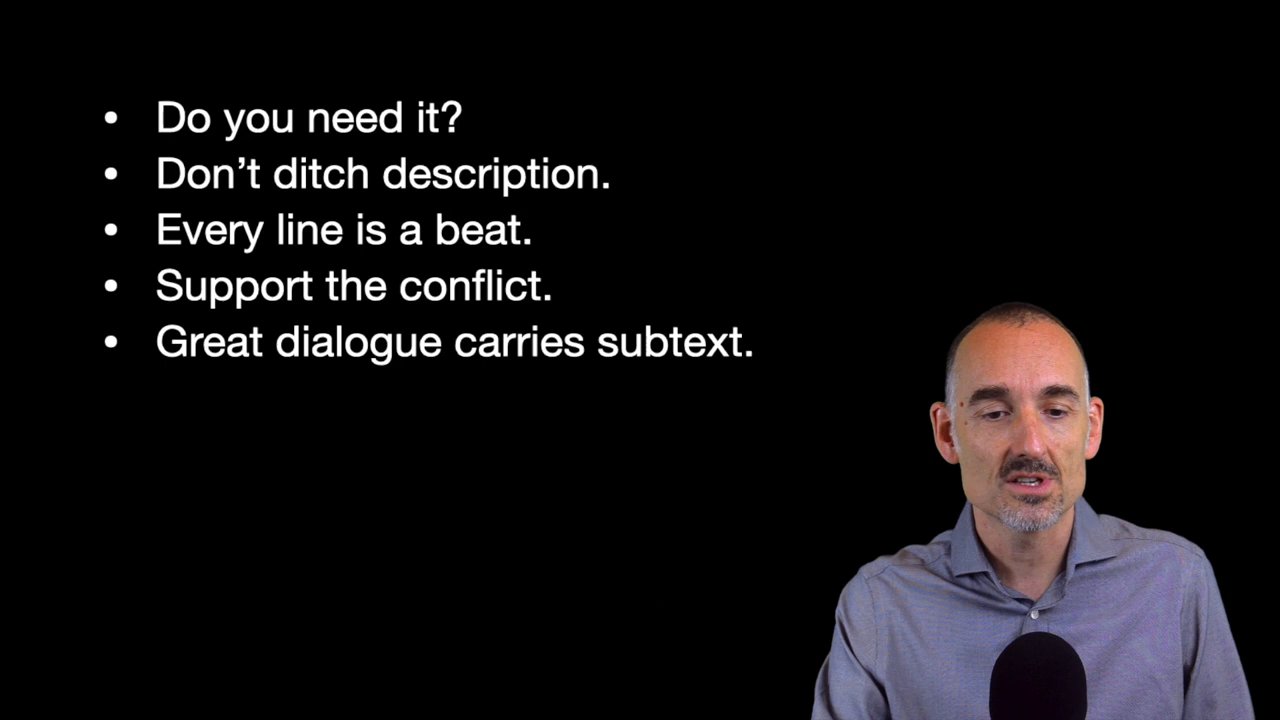 • Do you need it?
• Don’t ditch description.
• Every line is a beat.
• Support the conflict.
• Great dialogue carries subtext.